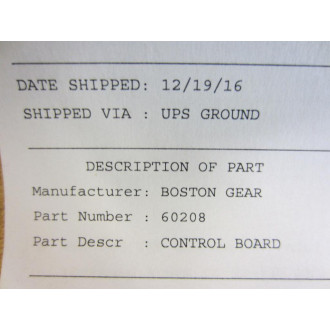 DATE SHIPPED: 12/19/16
SHIPPED VIA : UPS GROUND
DESCRIPTION OF PART
Manufacturer: BOSTON GEAR
Part Number : 60208
Part Descr : CONTROL BOARD